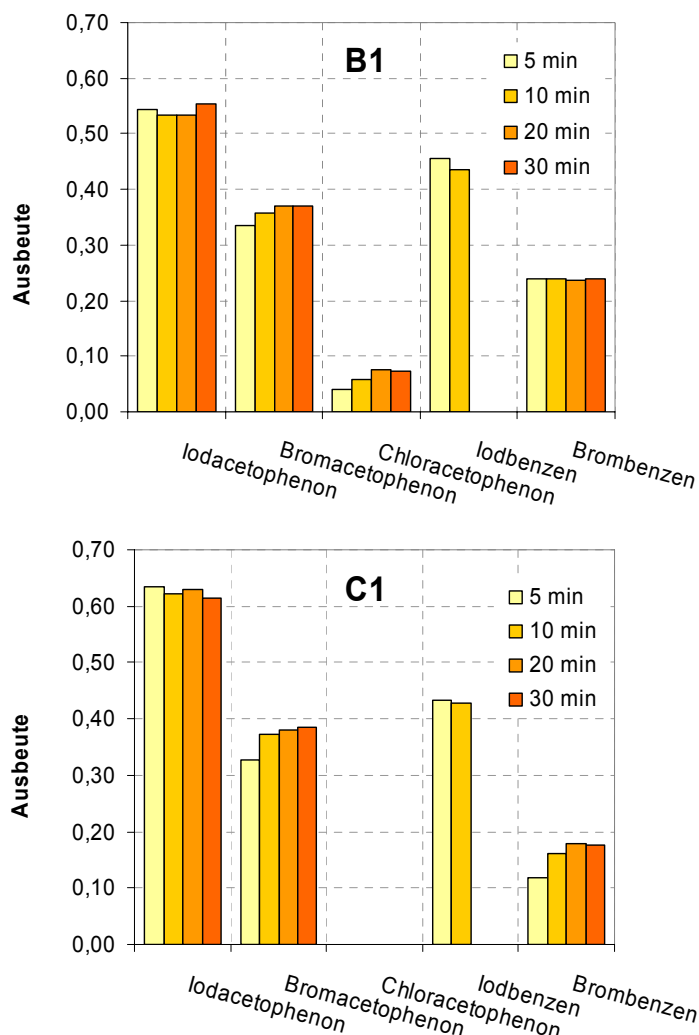 B1
0,70
0,60
0,50
0,40
0,30
0,20
0,10
0,00
Ausbeute
5 min
10 min
20 min
30 min
Iodacetophenon
Bromacetophenon
Chloracetophenon
Iodbenzen
Brombenzen
C1
0,70
0,60
0,50
0,40
0,30
0,20
0,10
0,00
Ausbeute
5 min
10 min
20 min
30 min
Iodacetophenon
Bromacetophenon
Chloracetophenon
Iodbenzen
Brombenzen